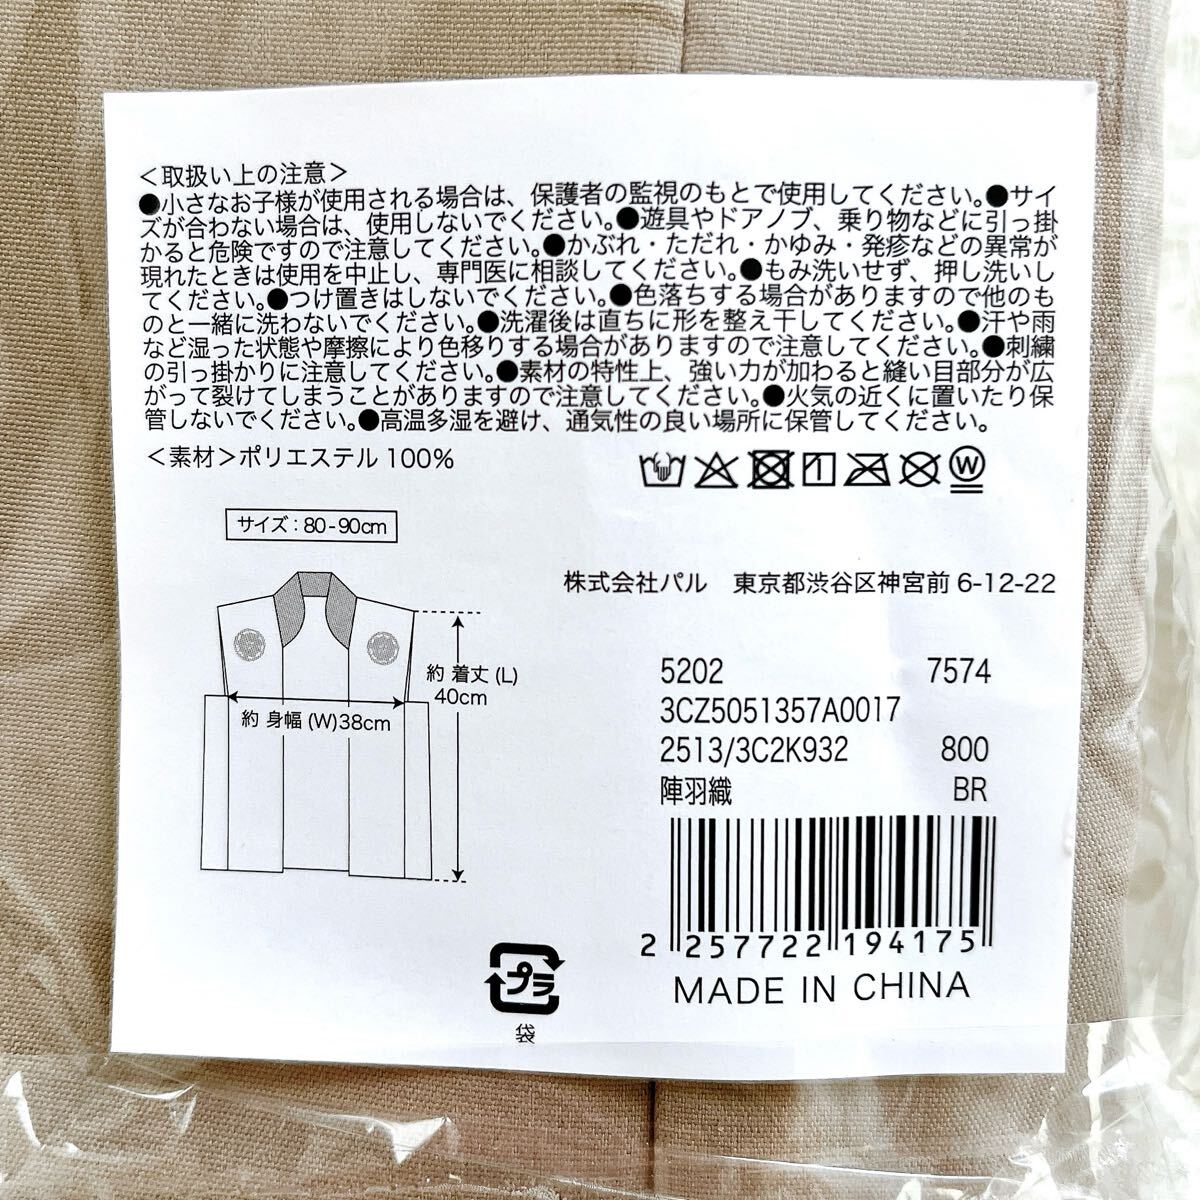 ＜取扱い上の注意＞
●小さなお子様が使用される場合は、保護者の監視のもとで使用してください。●サイ
ズが合わない場合は、使用しないでください。●遊具やドアノブ、乗り物などに引っ掛
かると危険ですので注意してください。●かぶれ・ただれ・かゆみ・発疹などの異常が
現れたときは使用を中止し、専門医に相談してください。●もみ洗いせず、押し洗いし
てください。●つけ置きはしないでください。●色落ちする場合がありますので他のも
のと一緒に洗わないでください。●洗濯後は直ちに形を整え干してください。●汗や雨
など湿った状態や摩擦により色移りする場合がありますので注意してください。●刺繍
の引っ掛かりに注意してください。●素材の特性上、強い力が加わると縫い目部分が広
がって裂けてしまうことがありますので注意してください。●火気の近くに置いたり保
管しないでください。●高温多湿を避け、通気性の良い場所に保管してください。
＜素材＞ポリエステル 100%
W
サイズ：80-90cm
株式会社パル 東京都渋谷区神宮前 6-12-22
約 着丈 (L)
40cm
約 身幅 (W)38cm
5202 7574
3CZ5051357A0017
2513/3C2K932 800
陣羽織 BR
2 257722 194175
MADE IN CHINA
プラ
袋